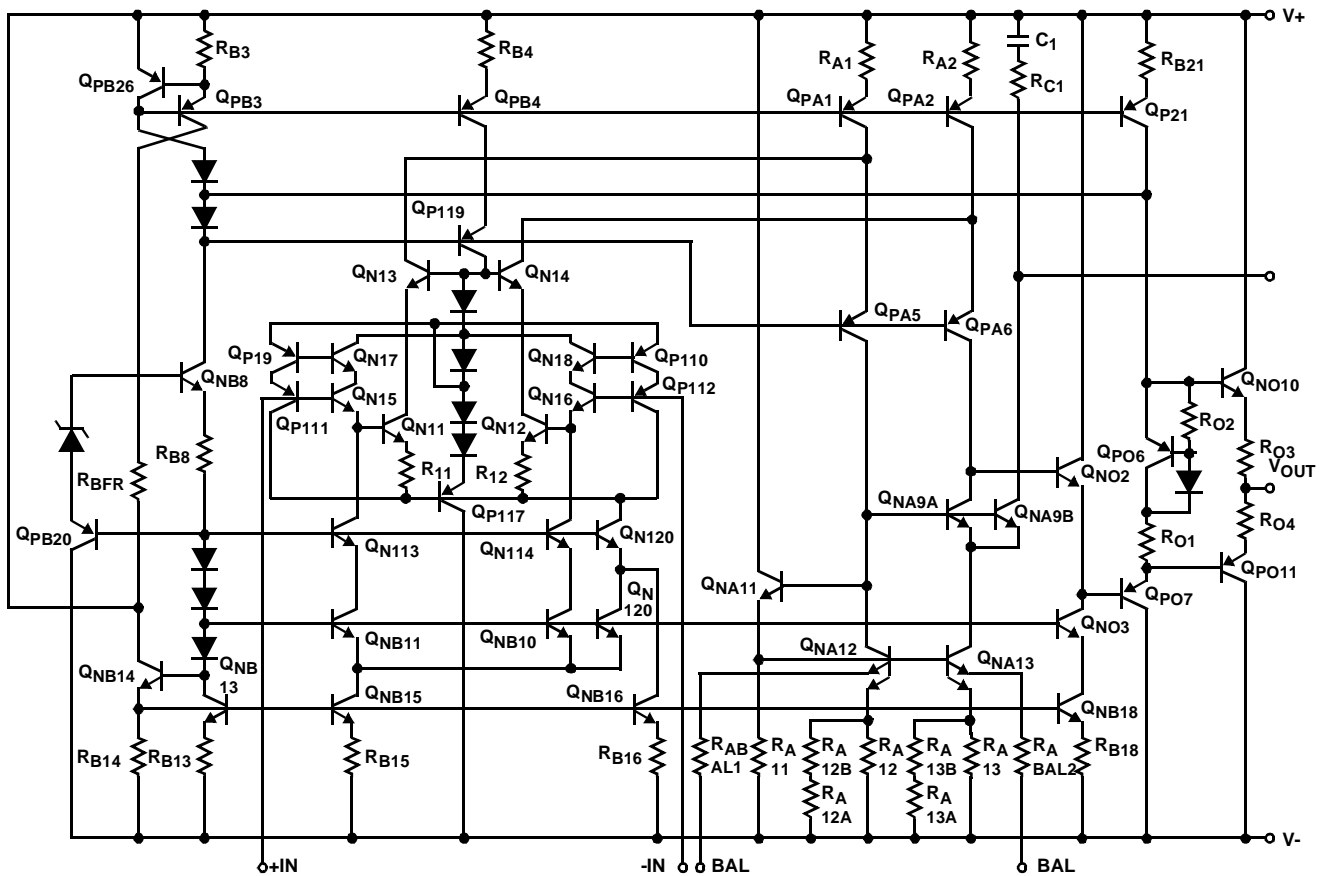 V+
RB3
RB4
C1
RA1
RA2
RB21
RC1
QPB26
QPB3
QPB4
QPA1
QPA2
QP21
QP119
QN13
QN14
QPA5
QPA6
QP19
QN17
QN18
QP110
QNB8
QN15
QN16
QP112
QNO10
QP111
QN11
QN12
RO2
RB8
RBFR
R11
R12
QPO6
RO3
VOUT
QNO2
QNA9A
QNA9B
QP117
QPB20
QN113
QN114
QN120
RO1
RO4
QNA11
QN
120
QPO7
QPO11
QNB11
QNB10
QNO3
QNB14
QNB
13
QNA12
QNA13
QNB15
QNB16
QNB18
RB14
RB13
RB15
RB16
RAB
AL1
RA
11
RA
12B
RA
12
RA
13B
RA
13
RA
BAL2
RB18
RA
12A
RA
13A
V-
+IN
-IN
BAL
BAL